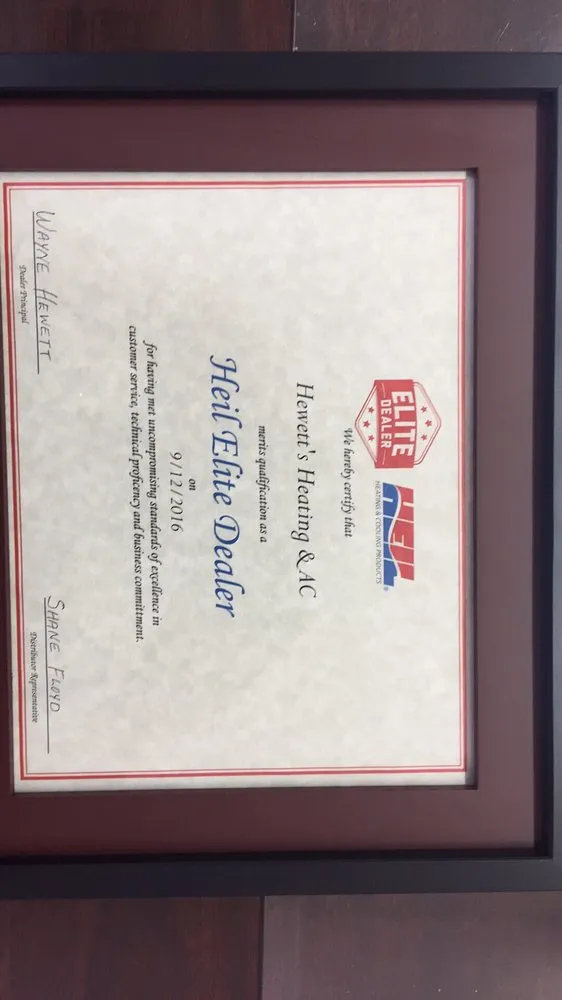 ELITE
DEALER
HEIL®
HEATING & COOLING PRODUCTS
We hereby certify that
Hewett's Heating & AC
merits qualification as a
Heil Elite Dealer
on
9/12/2016
for having met uncompromising standards of excellence in
customer service, technical proficency and business committment.
WAYNE HEWETT
Dealer Principal
SHANE FLOYD
Distributor Representative